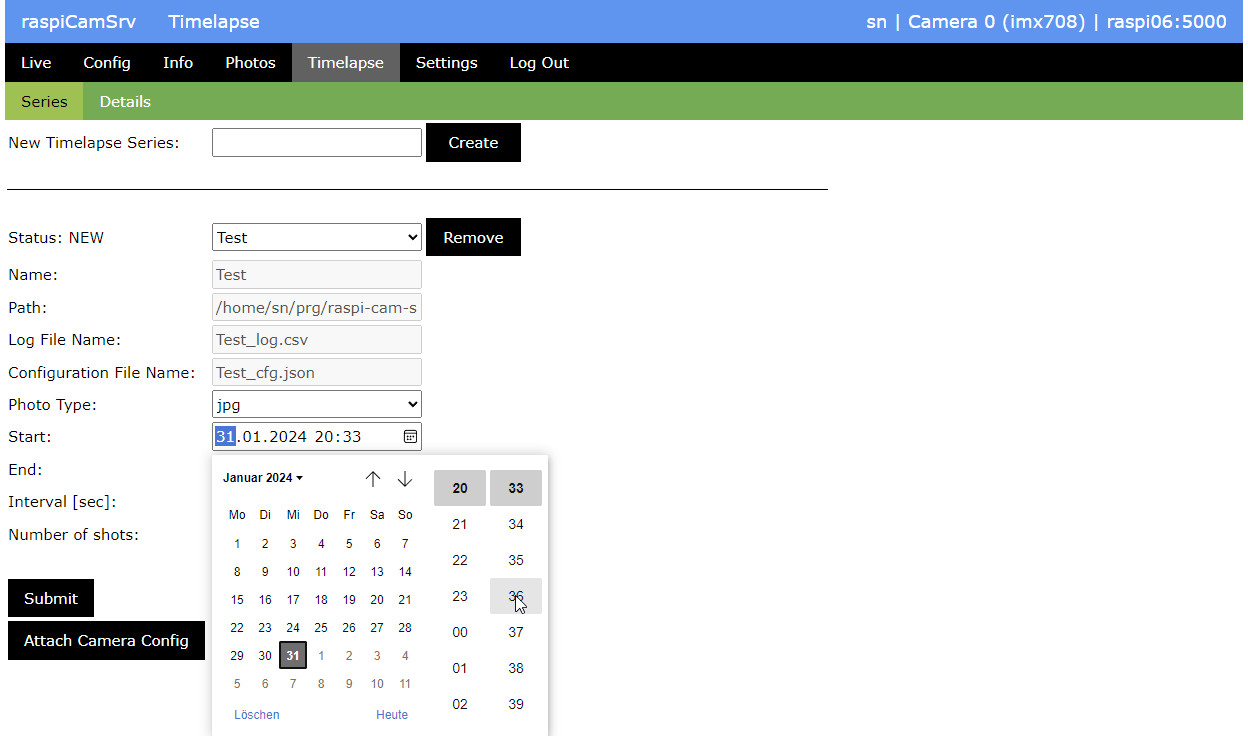 raspiCamSrv Timelapse sn | Camera 0 (imx708) | raspi06:5000
Live Config Info Photos Timelapse Settings Log Out
Series Details
New Timelapse Series: Create
Status: NEW Test Remove
Name: Test
Path: /home/sn/prg/raspi-cam-s
Log File Name: Test_log.csv
Configuration File Name: Test_cfg.json
Photo Type: jpg
Start: 31.01.2024 20:33
End:
Interval [sec]:
Number of shots:
Januar 2024
Mo Di Mi Do Fr Sa So
1 2 3 4 5 6 7
8 9 10 11 12 13 14
15 16 17 18 19 20 21
22 23 24 25 26 27 28
29 30 31 1 2 3 4
5 6 7 8 9 10 11
Löschen Heute
20 33
21 34
22 35
23 36
00 37
01 38
02 39
Submit
Attach Camera Config